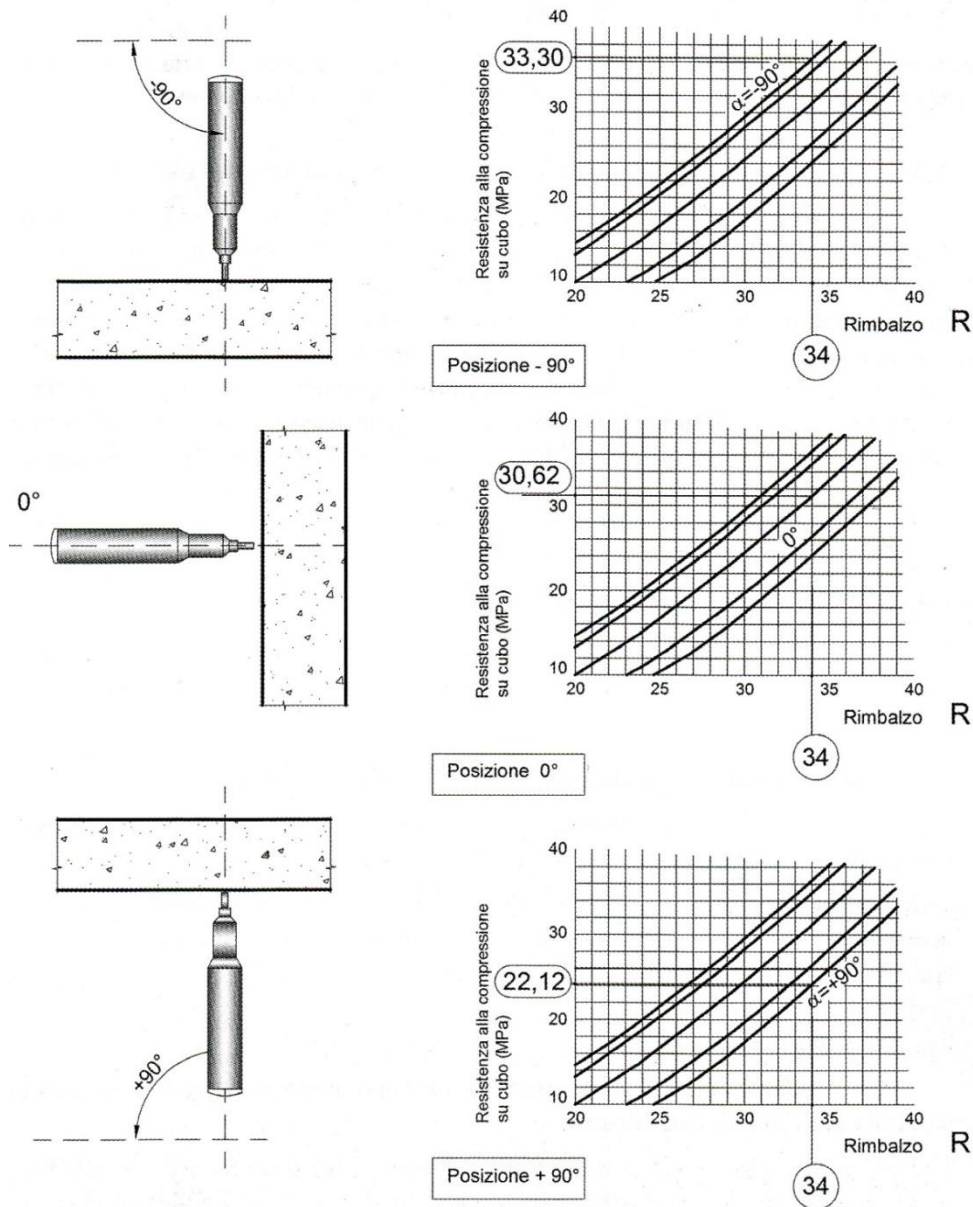 -90°
33,30
α=-90°
Resistenza alla compressione
su cubo (MPa)
40
30
20
10
20
25
30
35
40
Rimbalzo
R
34
Posizione - 90°
0°
30,62
0°
Resistenza alla compressione
su cubo (MPa)
40
30
20
10
20
25
30
35
40
Rimbalzo
R
34
Posizione 0°
+90°
22,12
α=+90°
Resistenza alla compressione
su cubo (MPa)
40
30
20
10
20
25
30
35
40
Rimbalzo
R
34
Posizione + 90°